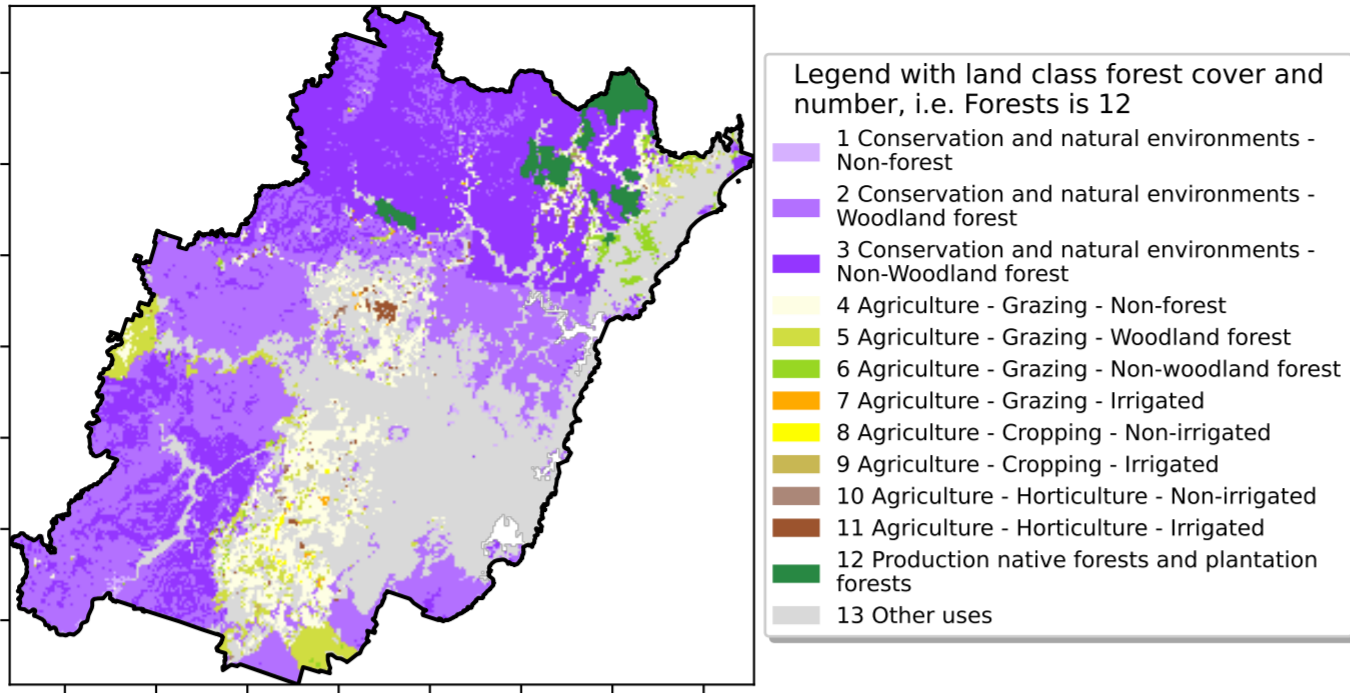 Legend with land class forest cover and
number, i.e. Forests is 12
1 Conservation and natural environments -
Non-forest
2 Conservation and natural environments -
Woodland forest
3 Conservation and natural environments -
Non-Woodland forest
4 Agriculture - Grazing - Non-forest
5 Agriculture - Grazing - Woodland forest
6 Agriculture - Grazing - Non-woodland forest
7 Agriculture - Grazing - Irrigated
8 Agriculture - Cropping - Non-irrigated
9 Agriculture - Cropping - Irrigated
10 Agriculture - Horticulture - Non-irrigated
11 Agriculture - Horticulture - Irrigated
12 Production native forests and plantation
forests
13 Other uses